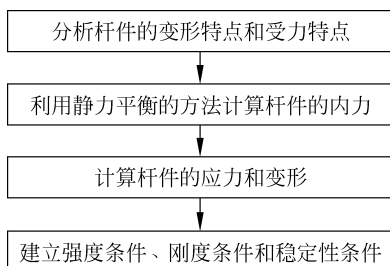 分析杆件的变形特点和受力特点
利用静力平衡的方法计算杆件的内力
计算杆件的应力和变形
建立强度条件、刚度条件和稳定性条件